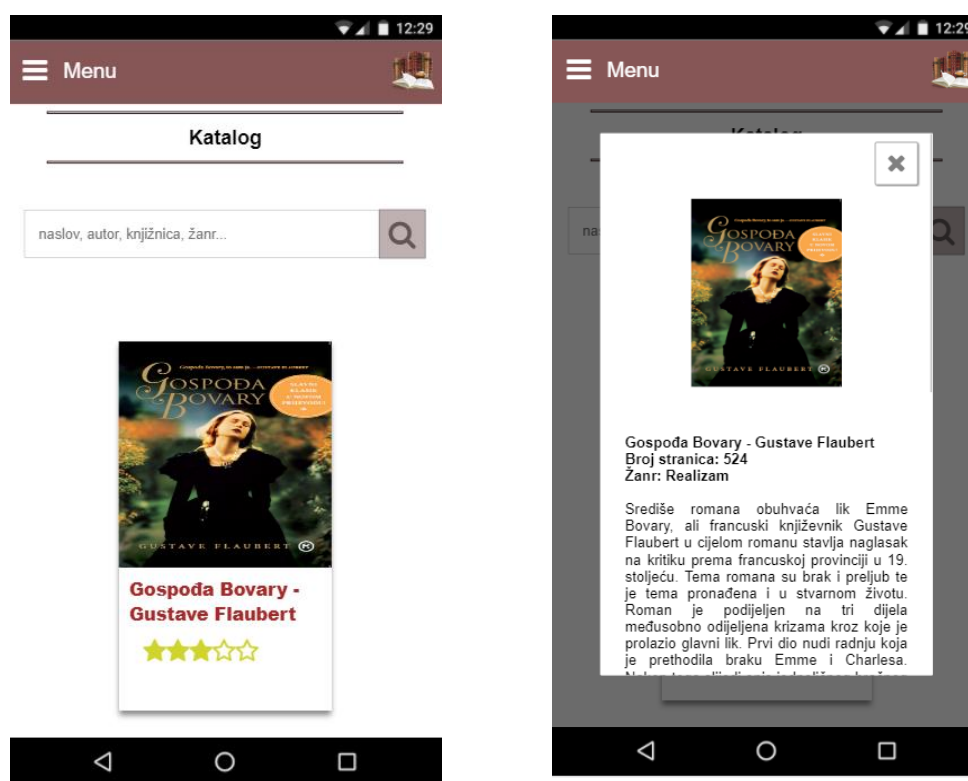 12:29
Menu
Katalog
naslov, autor, knjižnica, žanr...
GOSPOĐA
BOVARY
GUSTAVE FLAUBERT
Gospođa Bovary -
Gustave Flaubert
12:29
Menu
Katalog
GOSPOĐA
BOVARY
GUSTAVE FLAUBERT
Gospođa Bovary - Gustave Flaubert
Broj stranica: 524
Žanr: Realizam
Središe romana obuhvaća lik Emme
Bovary, ali francuski književnik Gustave
Flaubert u cijelom romanu stavlja naglasak
na kritiku prema francuskoj provinciji u 19.
stoljeću. Tema romana su brak i preljub te
je tema pronađena i u stvarnom životu.
Roman je podijeljen na tri dijela
međusobno odijeljena krizama kroz koje je
prolazio glavni lik. Prvi dio nudi radnju koja
je prethodila braku Emme i Charlesa.